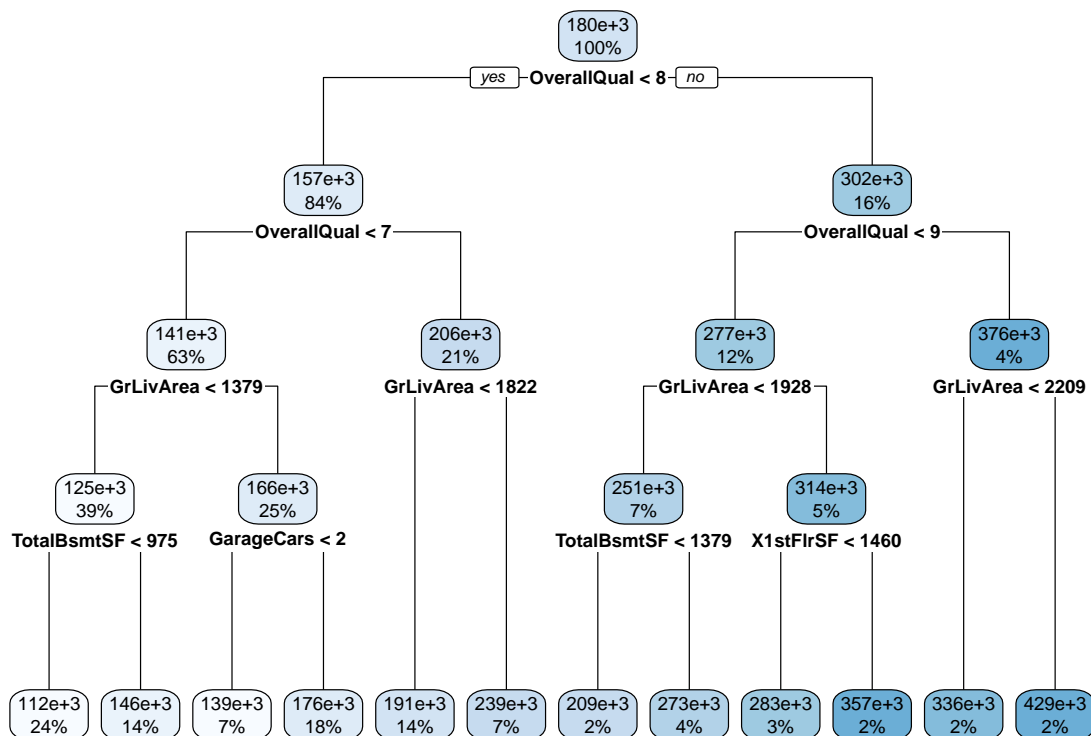 180e+3
100%
yes OverallQual < 8 no
157e+3
84%
302e+3
16%
OverallQual < 7
OverallQual < 9
141e+3
63%
206e+3
21%
277e+3
12%
376e+3
4%
GrLivArea < 1379
GrLivArea < 1822
GrLivArea < 1928
GrLivArea < 2209
125e+3
39%
166e+3
25%
251e+3
7%
314e+3
5%
TotalBsmtSF < 975
GarageCars < 2
TotalBsmtSF < 1379
X1stFlrSF < 1460
112e+3
24%
146e+3
14%
139e+3
7%
176e+3
18%
191e+3
14%
239e+3
7%
209e+3
2%
273e+3
4%
283e+3
3%
357e+3
2%
336e+3
2%
429e+3
2%